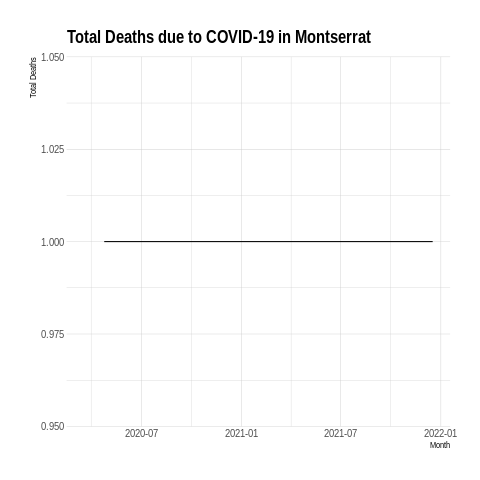 Total Deaths due to COVID-19 in Montserrat
Total Deaths
1.050
1.025
1.000
0.975
0.950
2020-07 2021-01 2021-07 2022-01
Month